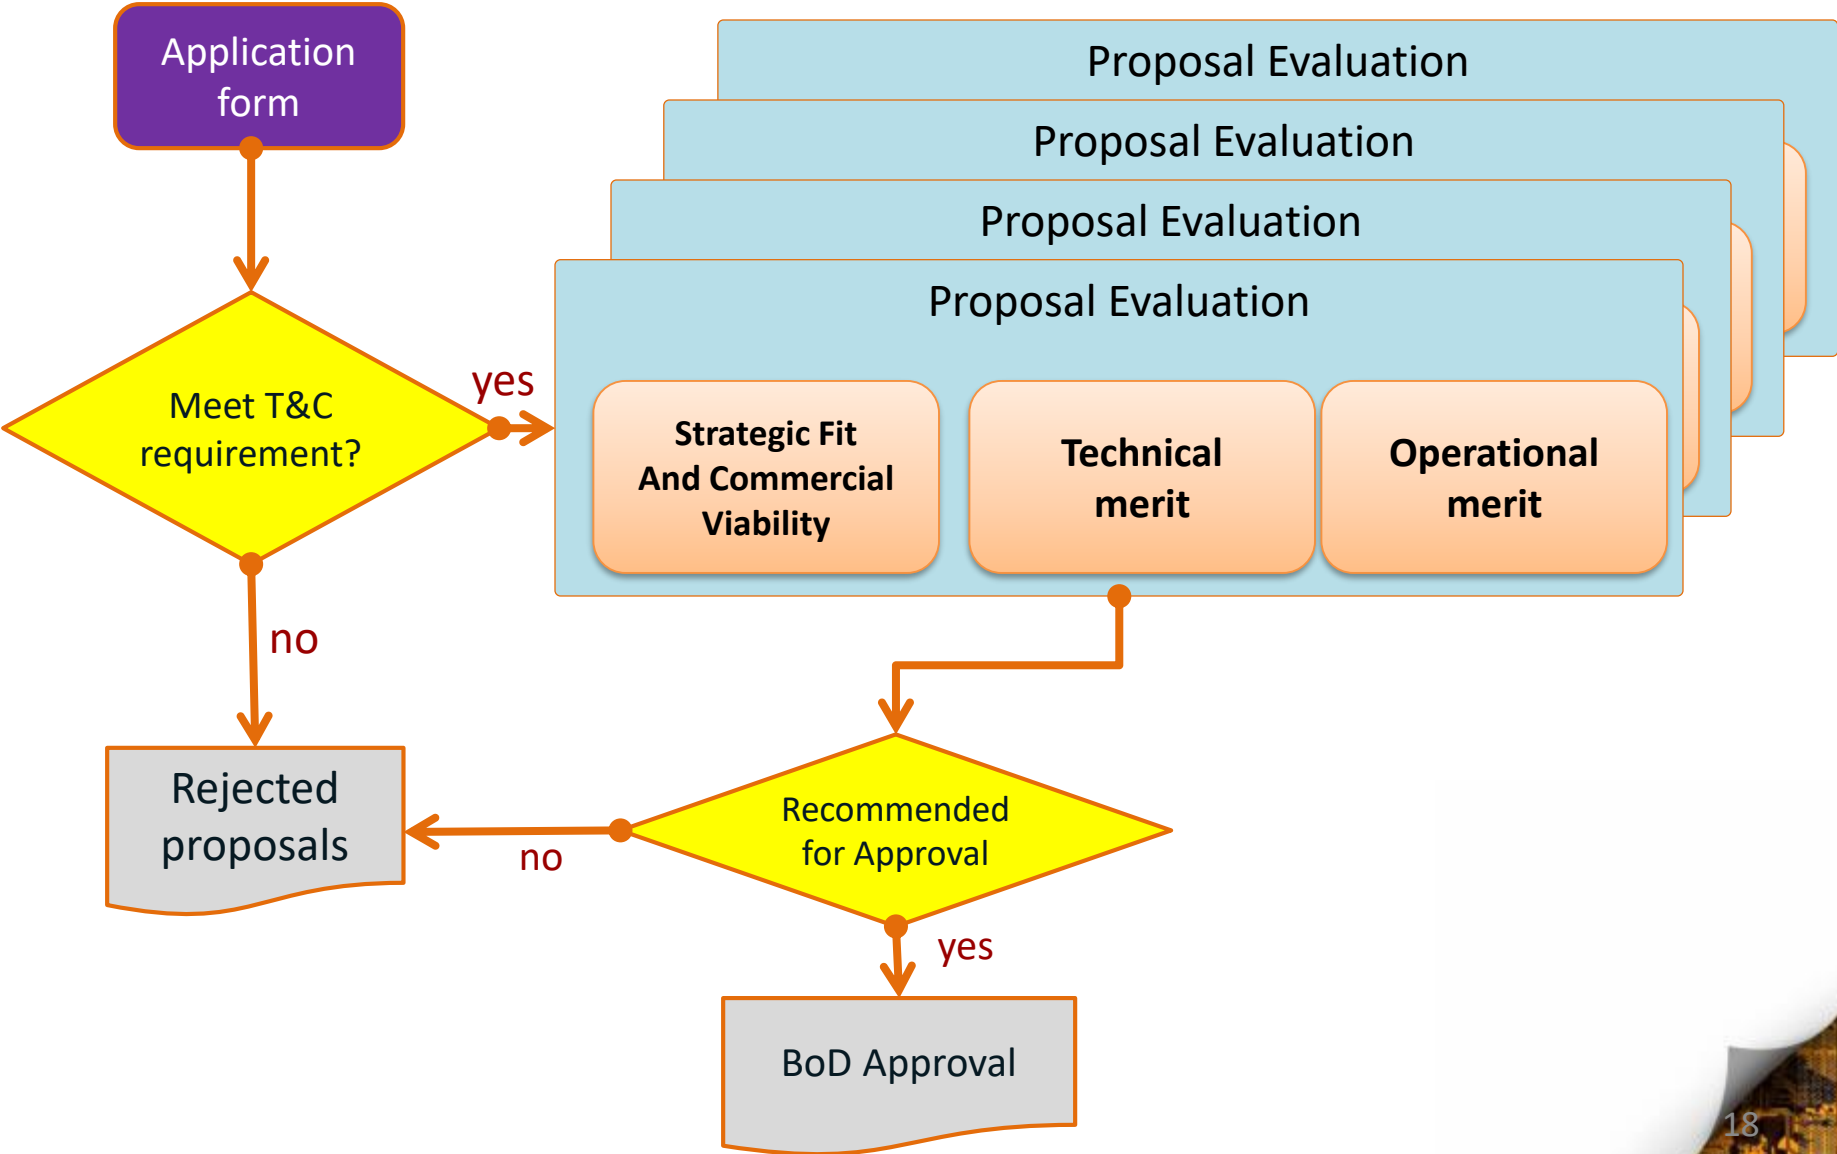 Application
form
Proposal Evaluation
Proposal Evaluation
Proposal Evaluation
Proposal Evaluation
Meet T&C
requirement?
yes
Strategic Fit
And Commercial
Viability
Technical
merit
Operational
merit
no
Rejected
proposals
Recommended
for Approval
no
yes
BoD Approval
18